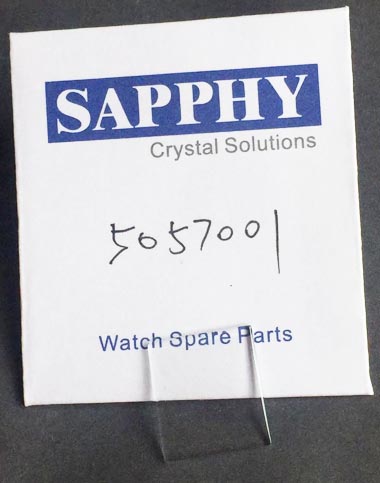 SAPPHY
Crystal Solutions
5057001
Watch Spare Parts